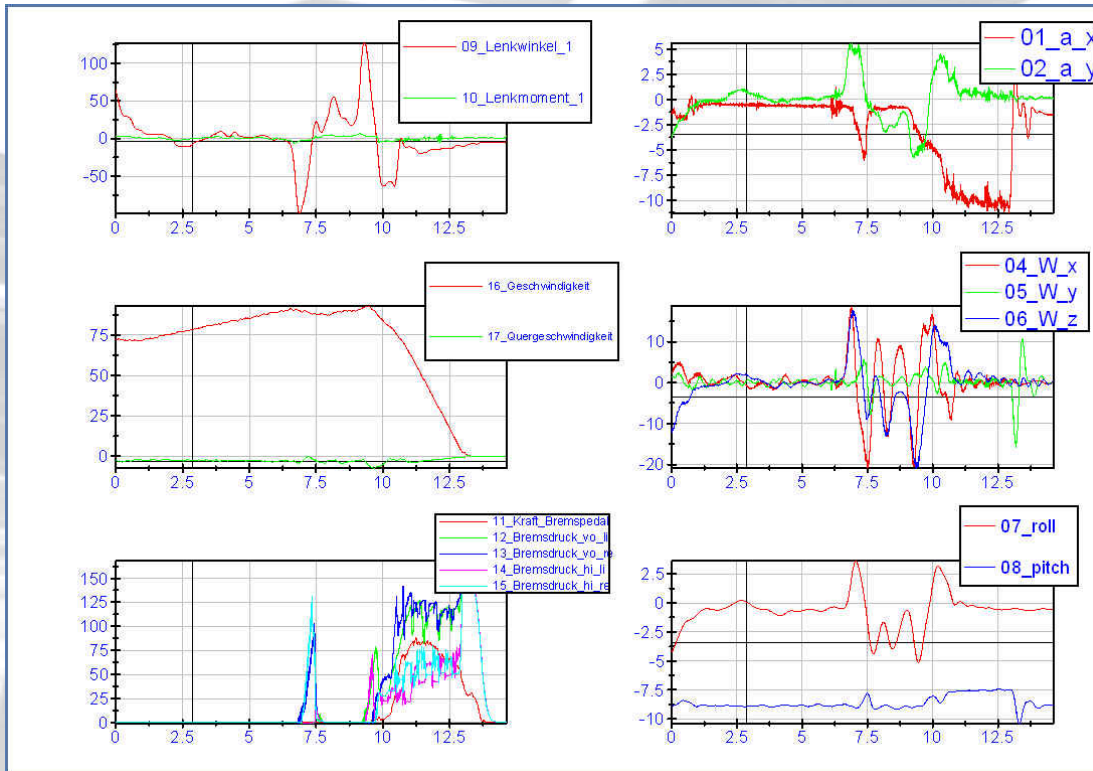 09_Lenkwinkel_1
10_Lenkmoment_1
100
50
0
-50
0 2.5 5 7.5 10 12.5
01_a_x
02_a_y
5
2.5
0
-2.5
-5
-7.5
-10
0 2.5 5 7.5 10 12.5
16_Geschwindigkeit
17_Quergeschwindigkeit
75
50
25
0
0 2.5 5 7.5 10 12.5
04_W_x
05_W_y
06_W_z
10
0
-10
-20
0 2.5 5 7.5 10 12.5
11_Kraft_Bremspedal
12_Bremsdruck_vo_li
13_Bremsdruck_vo_re
14_Bremsdruck_hi_li
15_Bremsdruck_hi_re
150
125
100
75
50
25
0
0 2.5 5 7.5 10 12.5
07_roll
08_pitch
2.5
0
-2.5
-5
-7.5
-10
0 2.5 5 7.5 10 12.5